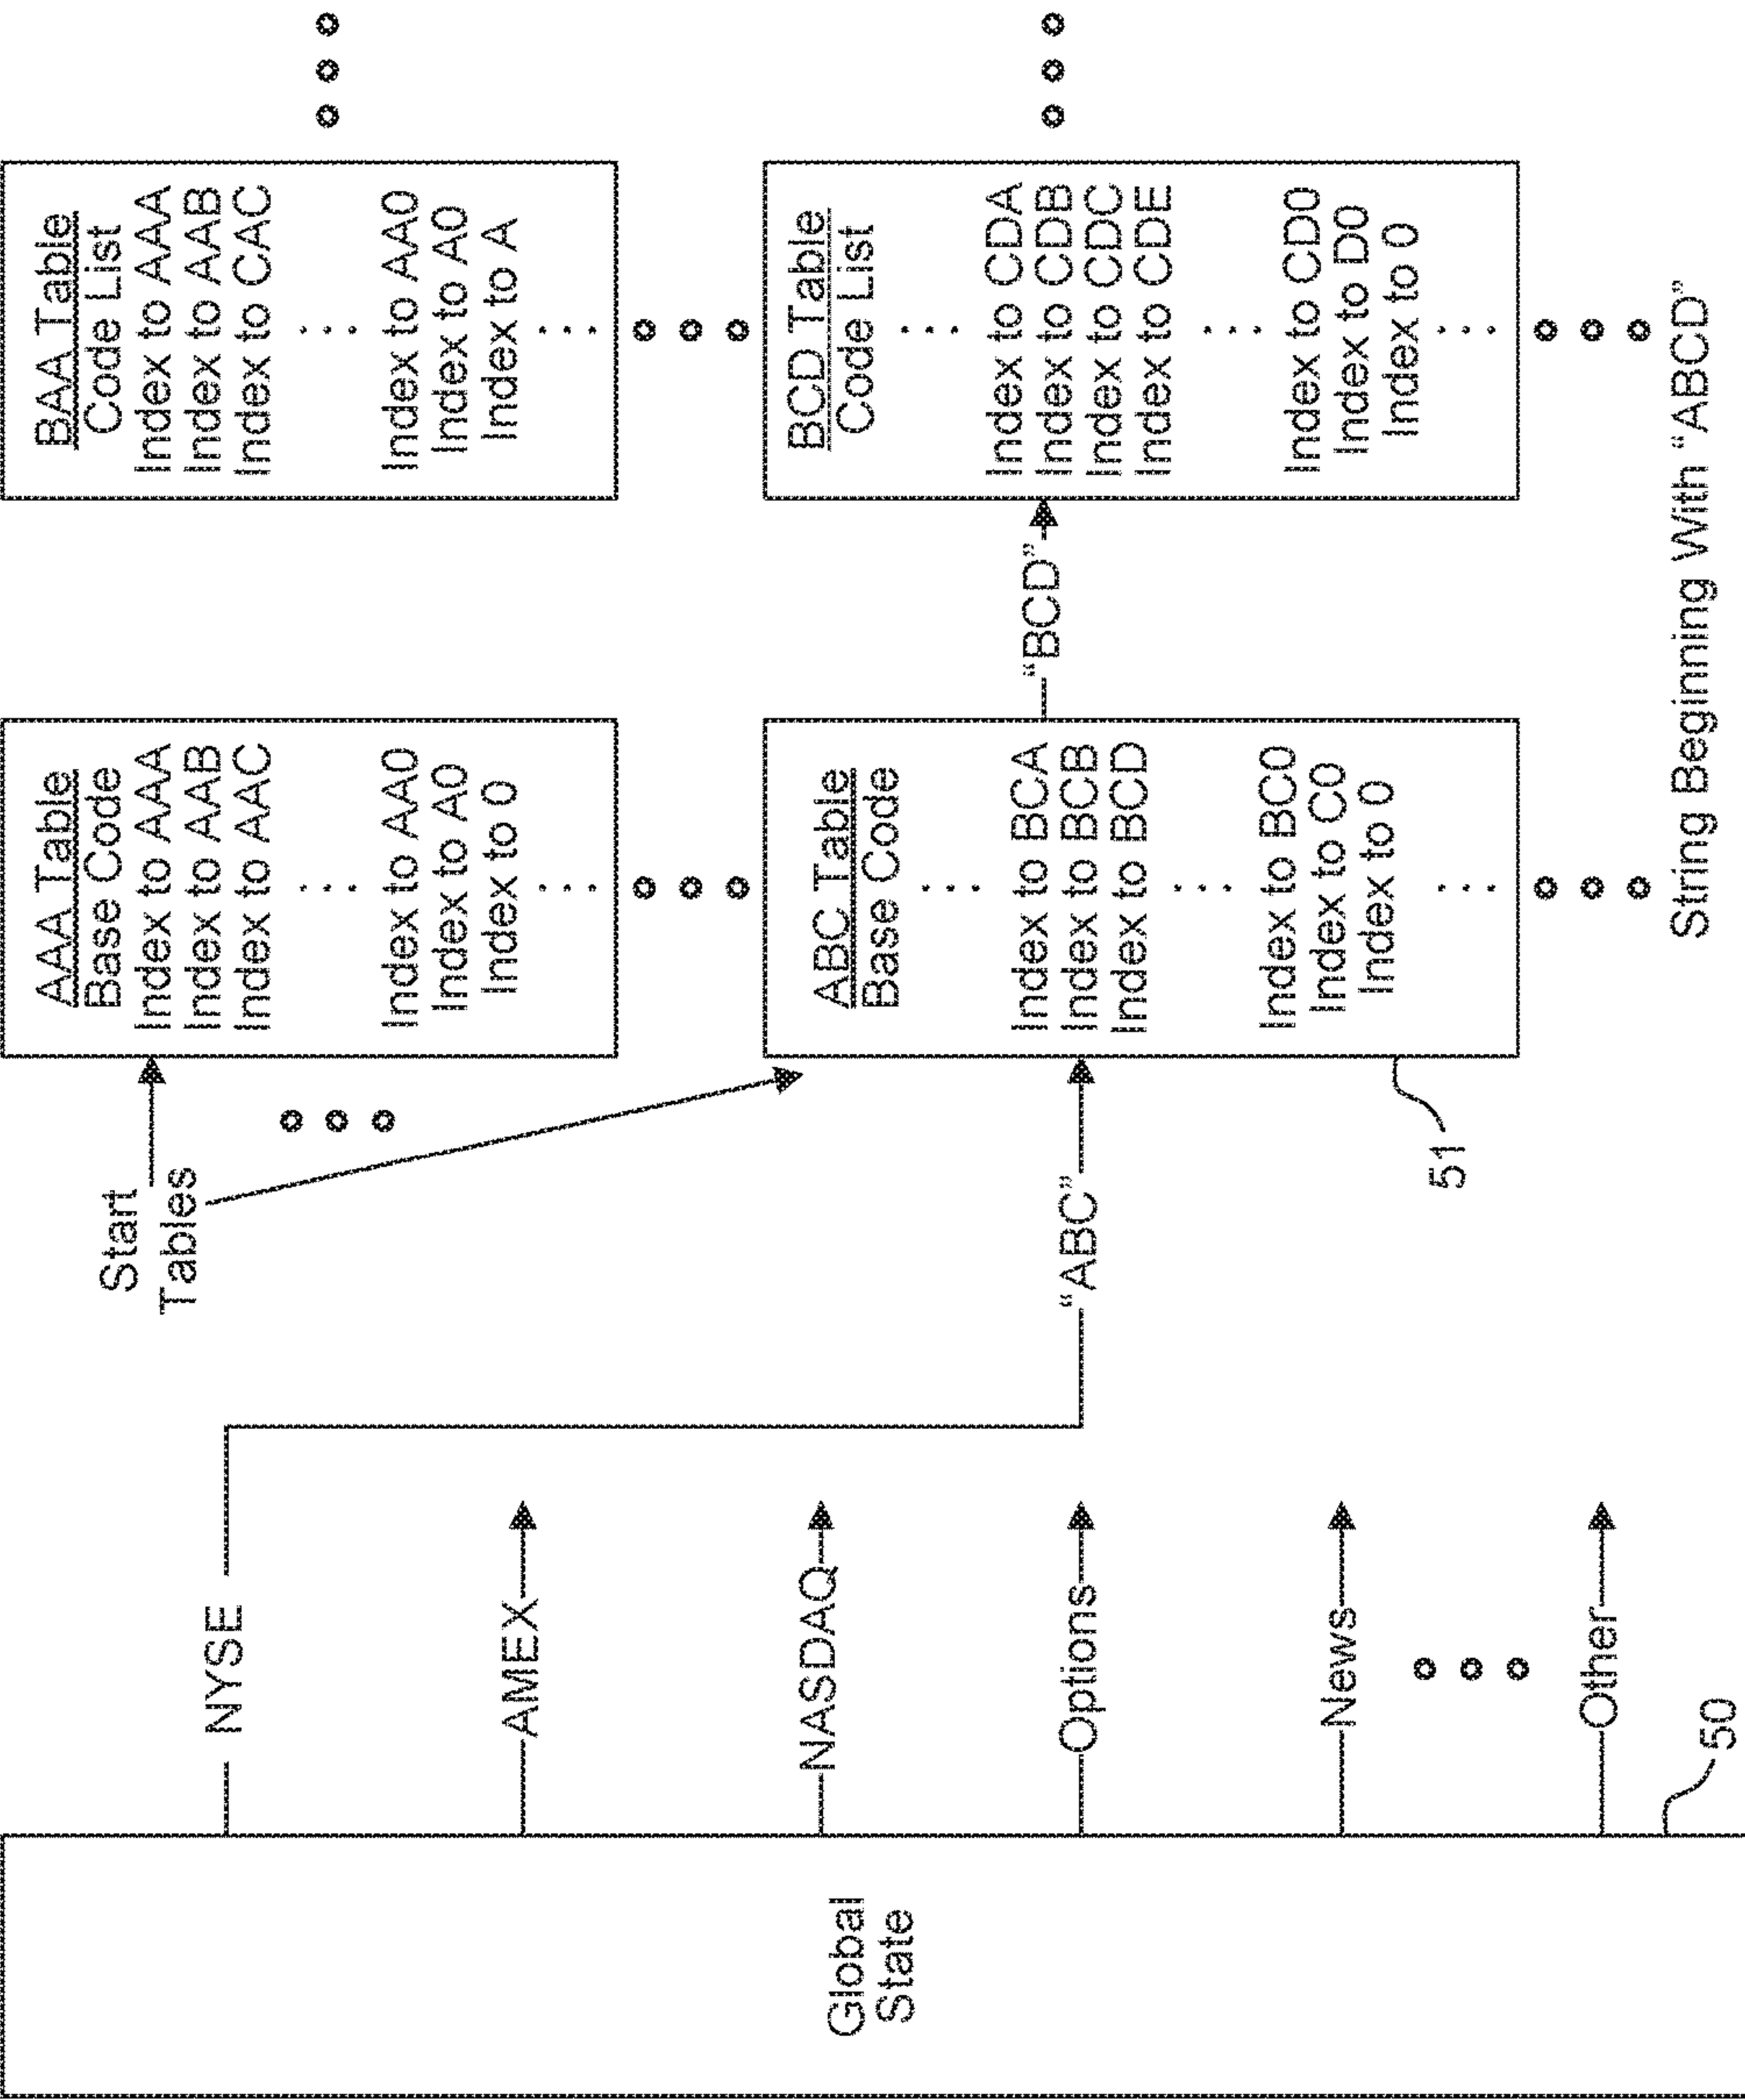 Global
State
50
NYSE
AMEX
NASDAQ
Options
News
Other
Start
Tables
"ABC"
51
AAA Table
Base Code
Index to AAA
Index to AAB
Index to AAC
Index to AA0
Index to A0
Index to 0
ABC Table
Base Code
Index to BCA
Index to BCB
Index to BCD
Index to BC0
Index to C0
Index to 0
"BCD"
BAA Table
Code List
Index to AAA
Index to AAB
Index to CAC
Index to AA0
Index to A0
Index to A
BCD Table
Code List
Index to CDA
Index to CDB
Index to CDC
Index to CDE
Index to CD0
Index to D0
Index to 0
String Beginning With "ABCD"